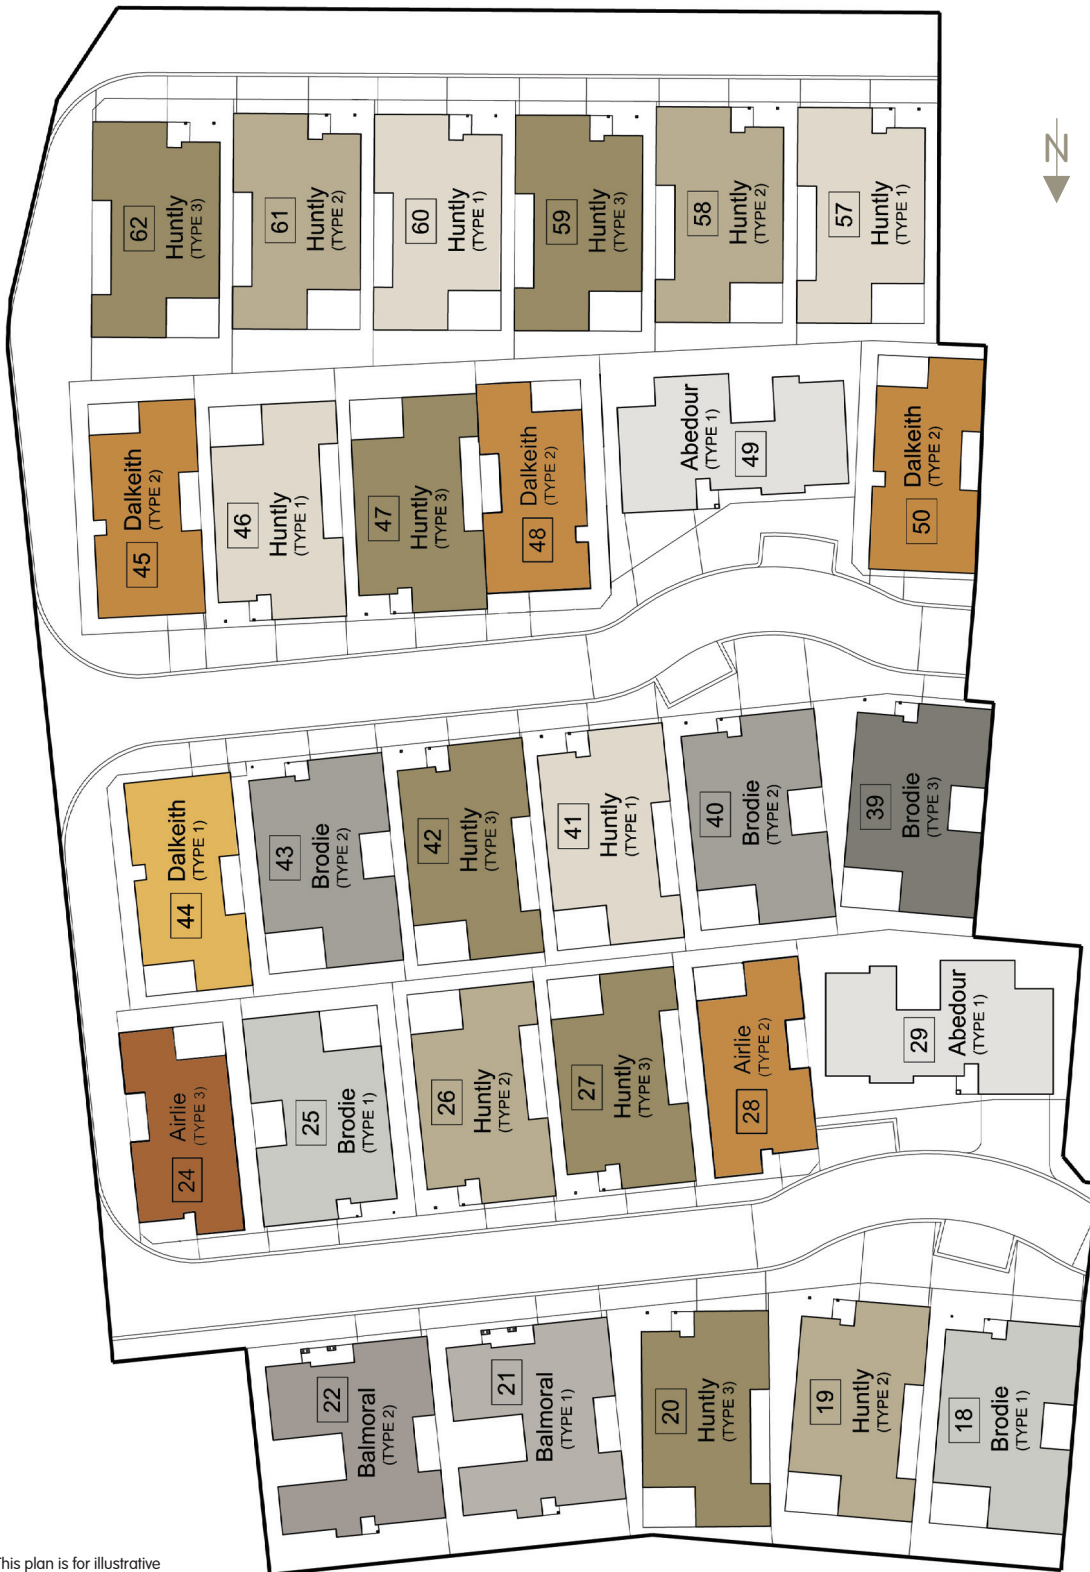 62
Huntly
(TYPE 3)
61
Huntly
(TYPE 2)
60
Huntly
(TYPE 1)
59
Huntly
(TYPE 3)
58
Huntly
(TYPE 2)
57
Huntly
(TYPE 1)
N
45
Dalkeith
(TYPE 2)
46
Huntly
(TYPE 1)
47
Huntly
(TYPE 3)
48
Dalkeith
(TYPE 2)
Abedour
(TYPE 1)
49
50
Dalkeith
(TYPE 2)
44
Dalkeith
(TYPE 1)
43
Brodie
(TYPE 2)
42
Huntly
(TYPE 3)
41
Huntly
(TYPE 1)
40
Brodie
(TYPE 2)
39
Brodie
(TYPE 3)
24
Airlie
(TYPE 3)
25
Brodie
(TYPE 1)
26
Huntly
(TYPE 2)
27
Huntly
(TYPE 3)
28
Airlie
(TYPE 2)
29
Abedour
(TYPE 1)
22
Balmoral
(TYPE 2)
21
Balmoral
(TYPE 1)
20
Huntly
(TYPE 3)
19
Huntly
(TYPE 2)
18
Brodie
(TYPE 1)
This plan is for illustrative